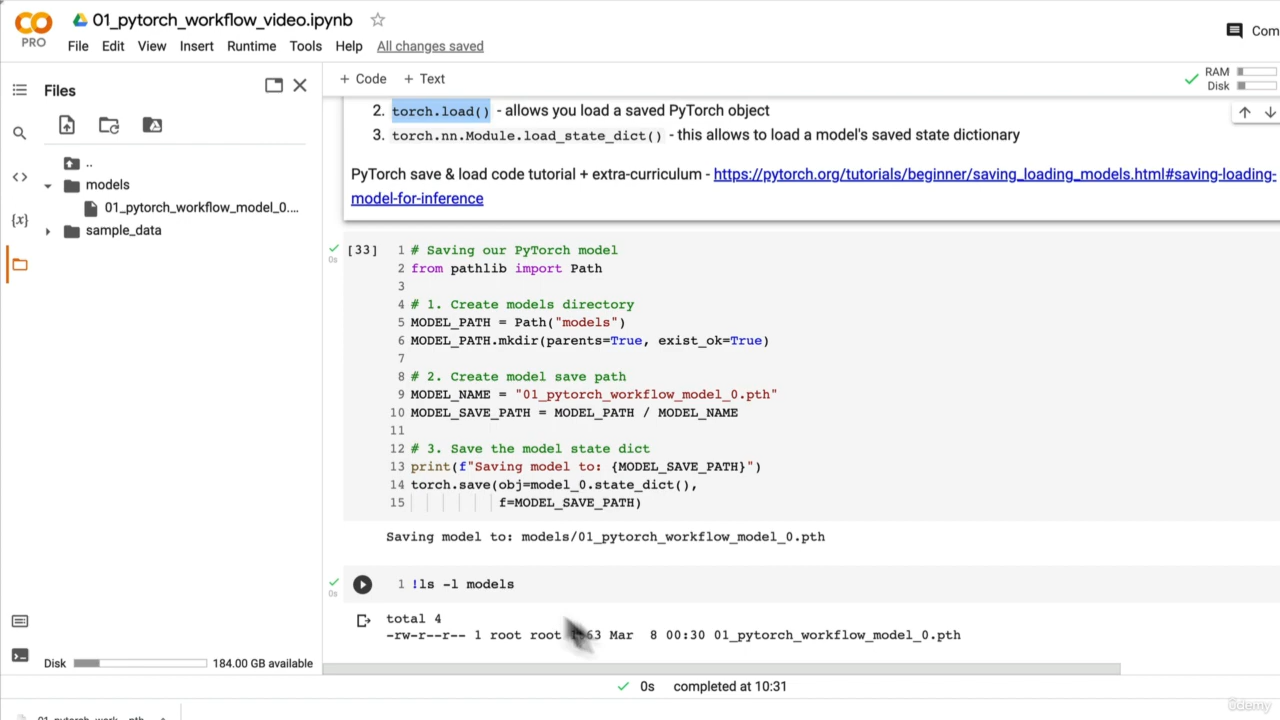 CO
PRO
01_pytorch_workflow_video.ipynb
File Edit View Insert Runtime Tools Help All changes saved
Com
Files
+ Code + Text
RAM
Disk
..
models
01_pytorch_workflow_model_0....
sample_data
{x}
2. torch.load() - allows you load a saved PyTorch object
3. torch.nn.Module.load_state_dict() - this allows to load a model's saved state dictionary
PyTorch save & load code tutorial + extra-curriculum - https://pytorch.org/tutorials/beginner/saving_loading_models.html#saving-loading-
model-for-inference
[33]
0s
1 # Saving our PyTorch model
2 from pathlib import Path
3
4 # 1. Create models directory
5 MODEL_PATH = Path("models")
6 MODEL_PATH.mkdir(parents=True, exist_ok=True)
7
8 # 2. Create model save path
9 MODEL_NAME = "01_pytorch_workflow_model_0.pth"
10 MODEL_SAVE_PATH = MODEL_PATH / MODEL_NAME
11
12 # 3. Save the model state dict
13 print(f"Saving model to: {MODEL_SAVE_PATH}")
14 torch.save(obj=model_0.state_dict(),
15 f=MODEL_SAVE_PATH)
Saving model to: models/01_pytorch_workflow_model_0.pth
0s
1 !ls -l models
total 4
-rw-r--r-- 1 root root Mar 8 00:30 01_pytorch_workflow_model_0.pth
Disk 184.00 GB available
0s completed at 10:31
ûdemy